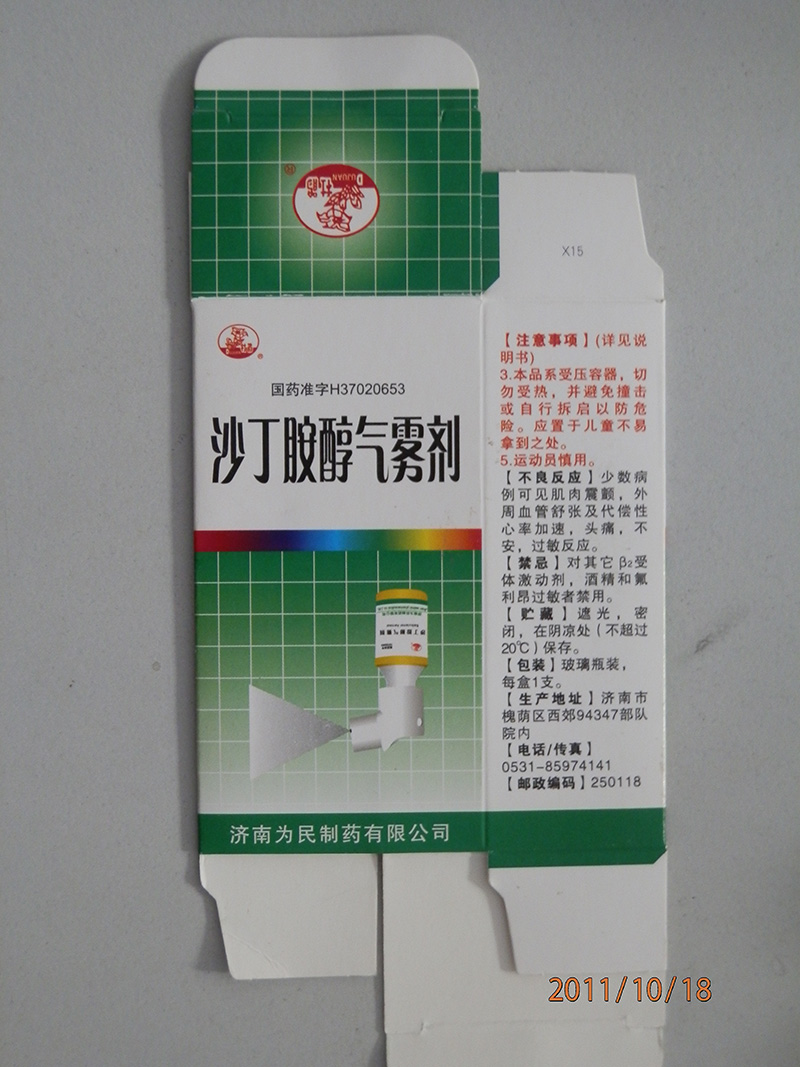 杜鹃
DUJUAN
X15
国药准字H37020653
沙丁胺醇气雾剂
沙丁胺醇气雾剂
济南为民制药有限公司
【注意事项】(详见说
明书)
3.本品系受压容器，切
勿受热，并避免撞击
或自行拆启以防危
险。应置于儿童不易
拿到之处。
5.运动员慎用。
【不良反应】少数病
例可见肌肉震颤，外
周血管舒张及代偿性
心率加速，头痛，不
安，过敏反应。
【禁忌】对其它β₂受
体激动剂，酒精和氟
利昂过敏者禁用。
【贮藏】遮光，密
闭，在阴凉处(不超过
20℃)保存。
【包装】玻璃瓶装，
每盒1支。
【生产地址】济南市
槐荫区西郊94347部队
院内
【电话/传真】
0531-85974141
【邮政编码】250118
2011/10/18